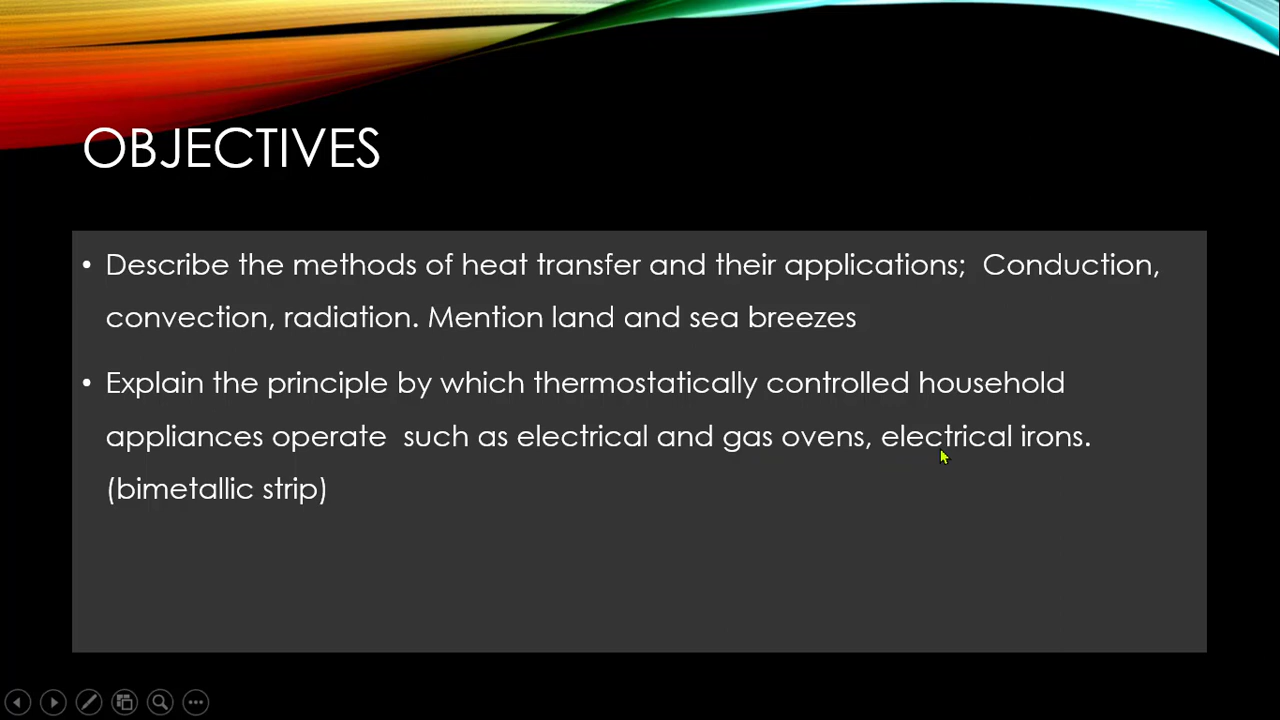 OBJECTIVES
• Describe the methods of heat transfer and their applications;  Conduction,
convection, radiation. Mention land and sea breezes
• Explain the principle by which thermostatically controlled household
appliances operate  such as electrical and gas ovens, electrical irons.
(bimetallic strip)